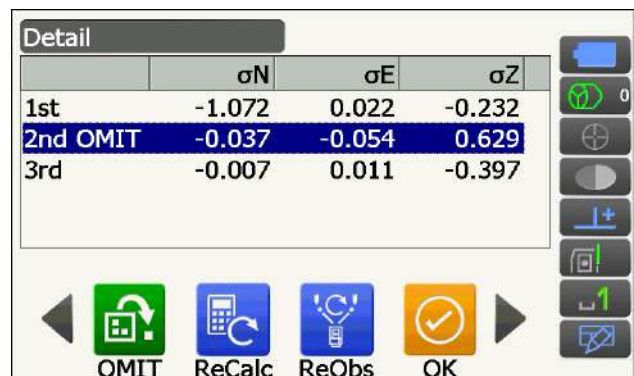 Detail
σN σE σZ
1st -1.072 0.022 -0.232
2nd OMIT -0.037 -0.054 0.629
3rd -0.007 0.011 -0.397
0
1
OMIT ReCalc ReObs OK